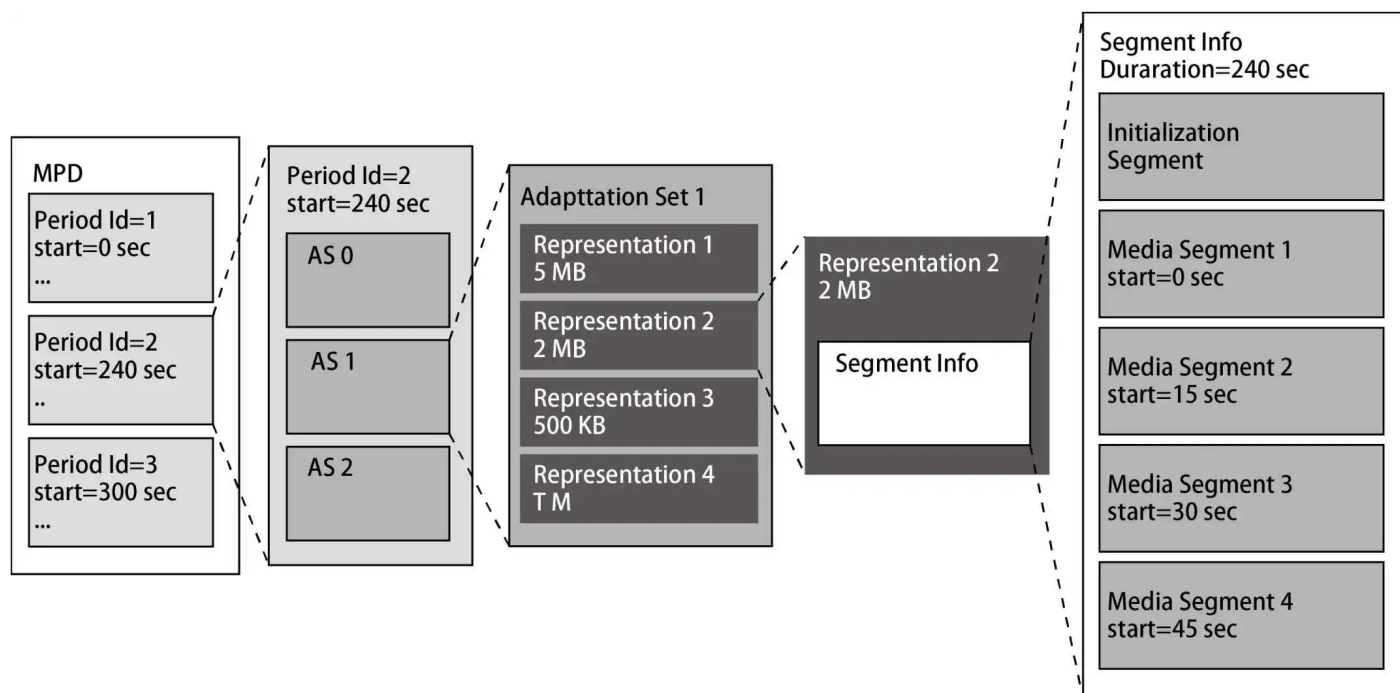 MPD
Period Id=1
start=0 sec
...
Period Id=2
start=240 sec
..
Period Id=3
start=300 sec
...
Period Id=2
start=240 sec
AS 0
AS 1
AS 2
Adapttation Set 1
Representation 1
5 MB
Representation 2
2 MB
Representation 3
500 KB
Representation 4
T M
Representation 2
2 MB
Segment Info
Segment Info
Duraration=240 sec
Initialization
Segment
Media Segment 1
start=0 sec
Media Segment 2
start=15 sec
Media Segment 3
start=30 sec
Media Segment 4
start=45 sec